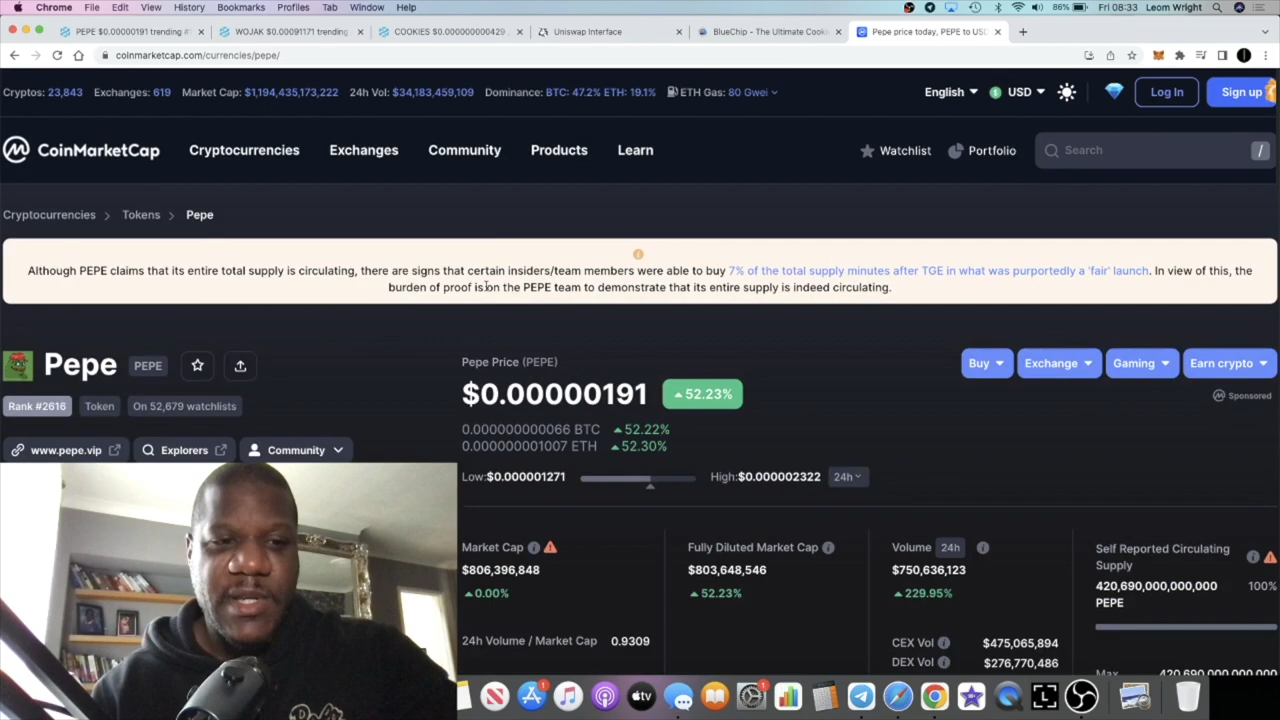 Chrome File Edit View History Bookmarks Profiles Tab Window Help 86% Fri 08:33 Leom Wright
PEPE $0.00000191 trending # WOJAK $0.00091171 trending COOKIES $0.000000000429 Uniswap Interface BlueChip - The Ultimate Cook Pepe price today, PEPE to USD
coinmarketcap.com/currencies/pepe/
Cryptos: 23,843 Exchanges: 619 Market Cap: $1,194,435,173,222 24h Vol: $34,183,459,109 Dominance: BTC: 47.2% ETH: 19.1% ETH Gas: 80 Gwei English USD Log In Sign up
CoinMarketCap Cryptocurrencies Exchanges Community Products Learn Watchlist Portfolio Search /
Cryptocurrencies > Tokens > Pepe
Although PEPE claims that its entire total supply is circulating, there are signs that certain insiders/team members were able to buy 7% of the total supply minutes after TGE in what was purportedly a 'fair' launch. In view of this, the
burden of proof is on the PEPE team to demonstrate that its entire supply is indeed circulating.
Pepe PEPE
Rank #2616 Token On 52,679 watchlists
www.pepe.vip Explorers Community
Pepe Price (PEPE)
$0.00000191 52.23%
0.000000000066 BTC 52.22%
0.000000001007 ETH 52.30%
Low:$0.000001271 High:$0.000002322 24h
Buy Exchange Gaming Earn crypto
Sponsored
Market Cap
$806,396,848
0.00%
24h Volume / Market Cap 0.9309
Fully Diluted Market Cap
$803,648,546
52.23%
Volume 24h
$750,636,123
229.95%
CEX Vol $475,065,894
DEX Vol $276,770,486
Self Reported Circulating
Supply
420,690,000,000,000 100%
PEPE
tv
L